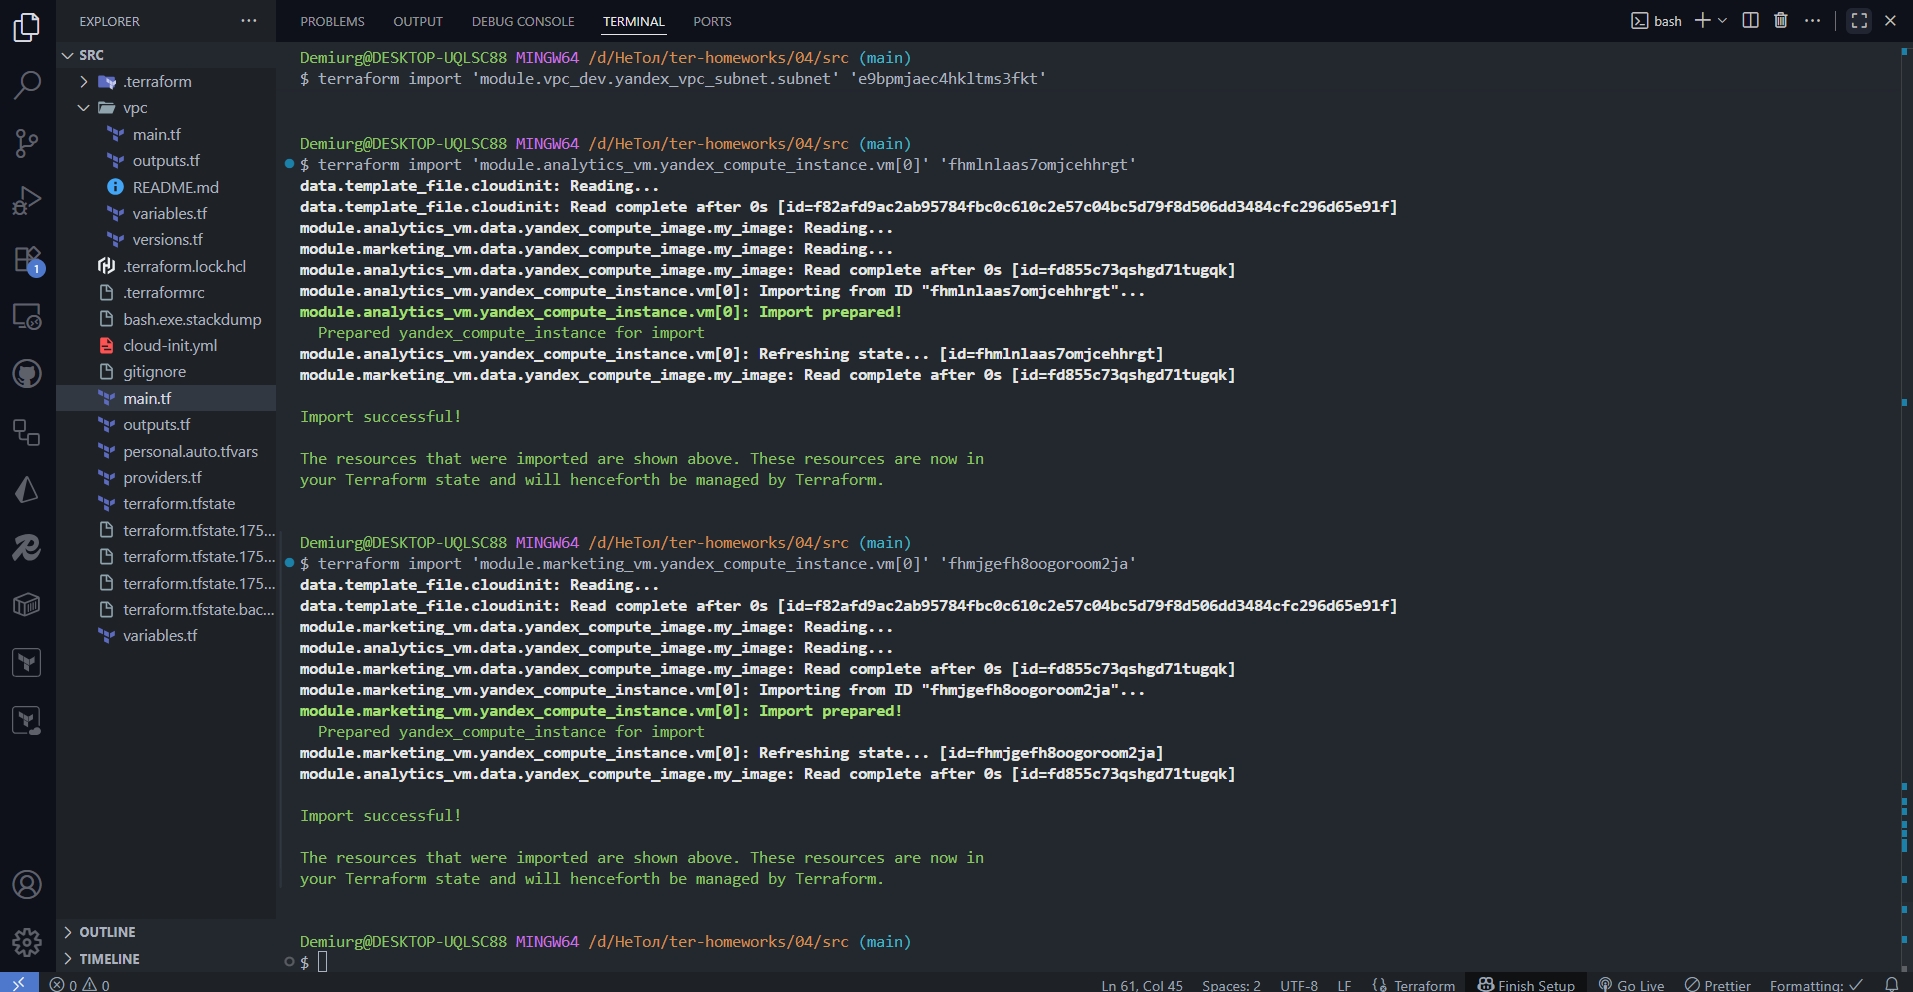 EXPLORER
PROBLEMS OUTPUT DEBUG CONSOLE TERMINAL PORTS
bash
SRC
.terraform
vpc
main.tf
outputs.tf
README.md
variables.tf
versions.tf
.terraform.lock.hcl
.terraformrc
bash.exe.stackdump
cloud-init.yml
gitignore
main.tf
outputs.tf
personal.auto.tfvars
providers.tf
terraform.tfstate
terraform.tfstate.175...
terraform.tfstate.175...
terraform.tfstate.175...
terraform.tfstate.bac...
variables.tf
OUTLINE
TIMELINE
1
Demiurg@DESKTOP-UQLSC88 MINGW64 /d/НеТол/ter-homeworks/04/src (main)
$ terraform import 'module.vpc_dev.yandex_vpc_subnet.subnet' 'e9bpmjaec4hkltms3fkt'
Demiurg@DESKTOP-UQLSC88 MINGW64 /d/НеТол/ter-homeworks/04/src (main)
$ terraform import 'module.analytics_vm.yandex_compute_instance.vm[0]' 'fhmlnlaas7omjcehhrgt'
data.template_file.cloudinit: Reading...
data.template_file.cloudinit: Read complete after 0s [id=f82afd9ac2ab95784fbc0c610c2e57c04bc5d79f8d506dd3484cfc296d65e91f]
module.analytics_vm.data.yandex_compute_image.my_image: Reading...
module.marketing_vm.data.yandex_compute_image.my_image: Reading...
module.analytics_vm.data.yandex_compute_image.my_image: Read complete after 0s [id=fd855c73qshgd71tugqk]
module.analytics_vm.yandex_compute_instance.vm[0]: Importing from ID "fhmlnlaas7omjcehhrgt"...
module.analytics_vm.yandex_compute_instance.vm[0]: Import prepared!
Prepared yandex_compute_instance for import
module.analytics_vm.yandex_compute_instance.vm[0]: Refreshing state... [id=fhmlnlaas7omjcehhrgt]
module.marketing_vm.data.yandex_compute_image.my_image: Read complete after 0s [id=fd855c73qshgd71tugqk]
Import successful!
The resources that were imported are shown above. These resources are now in
your Terraform state and will henceforth be managed by Terraform.
Demiurg@DESKTOP-UQLSC88 MINGW64 /d/НеТол/ter-homeworks/04/src (main)
$ terraform import 'module.marketing_vm.yandex_compute_instance.vm[0]' 'fhmjgefh8oogoroom2ja'
data.template_file.cloudinit: Reading...
data.template_file.cloudinit: Read complete after 0s [id=f82afd9ac2ab95784fbc0c610c2e57c04bc5d79f8d506dd3484cfc296d65e91f]
module.marketing_vm.data.yandex_compute_image.my_image: Reading...
module.analytics_vm.data.yandex_compute_image.my_image: Reading...
module.marketing_vm.data.yandex_compute_image.my_image: Read complete after 0s [id=fd855c73qshgd71tugqk]
module.marketing_vm.yandex_compute_instance.vm[0]: Importing from ID "fhmjgefh8oogoroom2ja"...
module.marketing_vm.yandex_compute_instance.vm[0]: Import prepared!
Prepared yandex_compute_instance for import
module.marketing_vm.yandex_compute_instance.vm[0]: Refreshing state... [id=fhmjgefh8oogoroom2ja]
module.analytics_vm.data.yandex_compute_image.my_image: Read complete after 0s [id=fd855c73qshgd71tugqk]
Import successful!
The resources that were imported are shown above. These resources are now in
your Terraform state and will henceforth be managed by Terraform.
Demiurg@DESKTOP-UQLSC88 MINGW64 /d/НеТол/ter-homeworks/04/src (main)
$
0 0 Ln 61, Col 45 Spaces: 2 UTF-8 LF Terraform Finish Setup Go Live Prettier Formatting: ✓